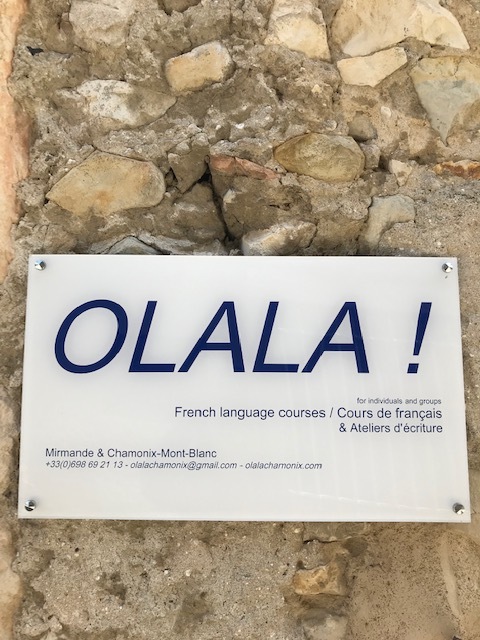 OLALA !
for individuals and groups
French language courses / Cours de français
& Ateliers d'écriture
Mirmande & Chamonix-Mont-Blanc
+33(0)698 69 21 13 - olalachamonix@gmail.com - olalachamonix.com